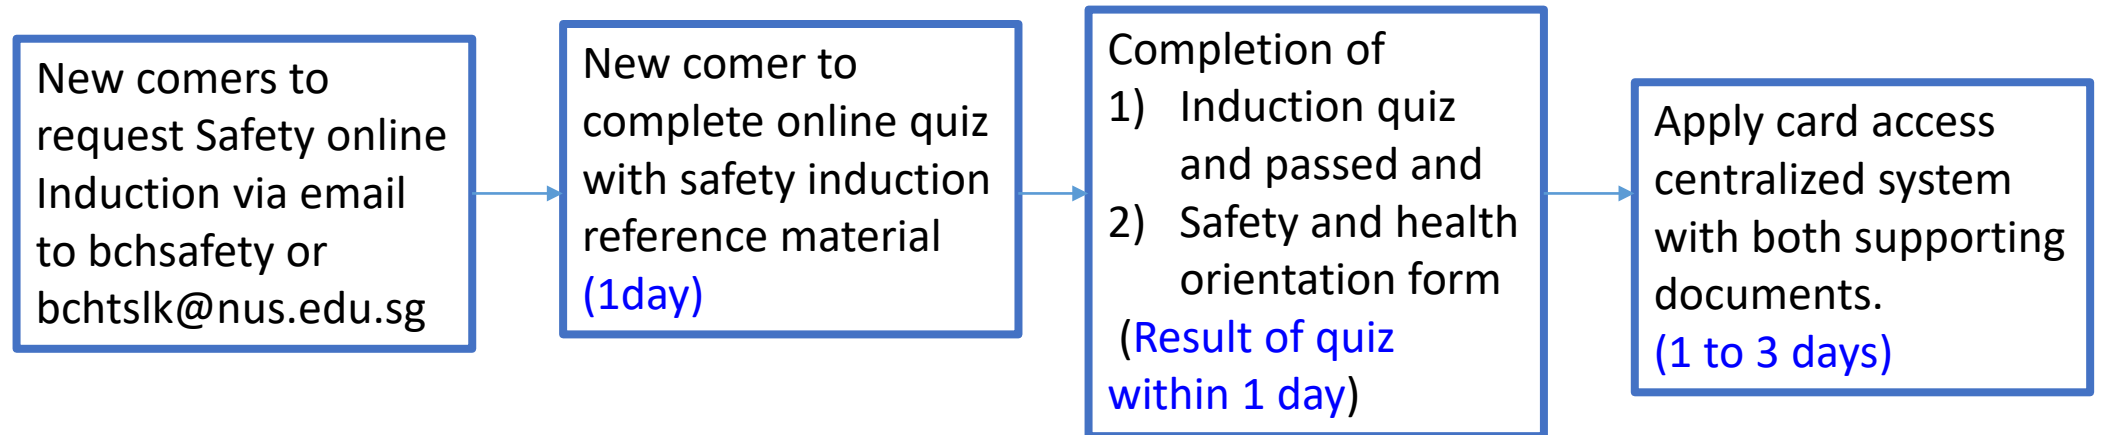 New comers to
request Safety online
Induction via email
to bchsafety or
bchtslk@nus.edu.sg
New comer to
complete online quiz
with safety induction
reference material
(1day)
Completion of
1) Induction quiz
and passed and
2) Safety and health
orientation form
(Result of quiz
within 1 day)
Apply card access
centralized system
with both supporting
documents.
(1 to 3 days)